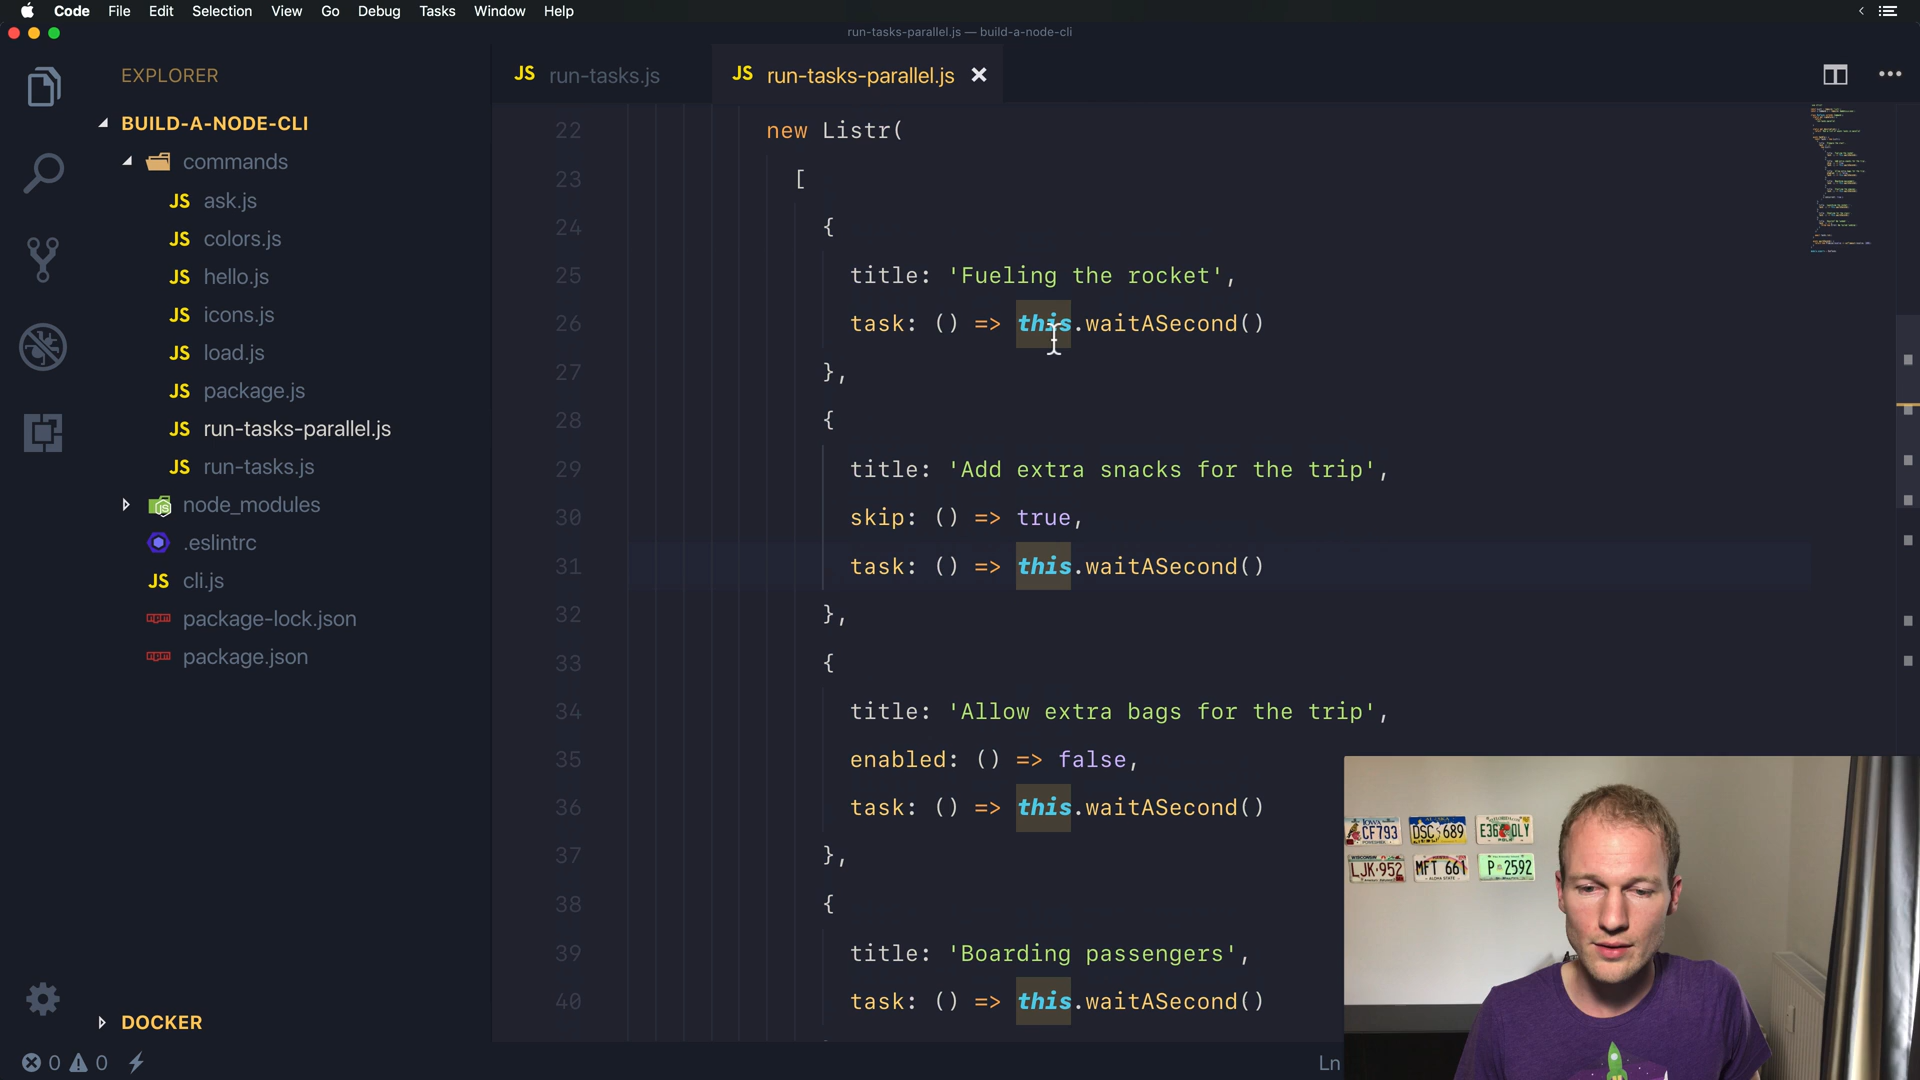 Code File Edit Selection View Go Debug Tasks Window Help
run-tasks-parallel.js — build-a-node-cli
EXPLORER
BUILD-A-NODE-CLI
commands
JS ask.js
JS colors.js
JS hello.js
JS icons.js
JS load.js
JS package.js
JS run-tasks-parallel.js
JS run-tasks.js
node_modules
.eslintrc
JS cli.js
package-lock.json
package.json
DOCKER
0 0
JS run-tasks.js
JS run-tasks-parallel.js
22 new Listr(
23 [
24 {
25 title: 'Fueling the rocket',
26 task: () => this.waitASecond()
27 },
28 {
29 title: 'Add extra snacks for the trip',
30 skip: () => true,
31 task: () => this.waitASecond()
32 },
33 {
34 title: 'Allow extra bags for the trip',
35 enabled: () => false,
36 task: () => this.waitASecond()
37 },
38 {
39 title: 'Boarding passengers',
40 task: () => this.waitASecond()
Ln
IOWA
CF793
DSC 689
LJK·952
MFT 661
P 2592